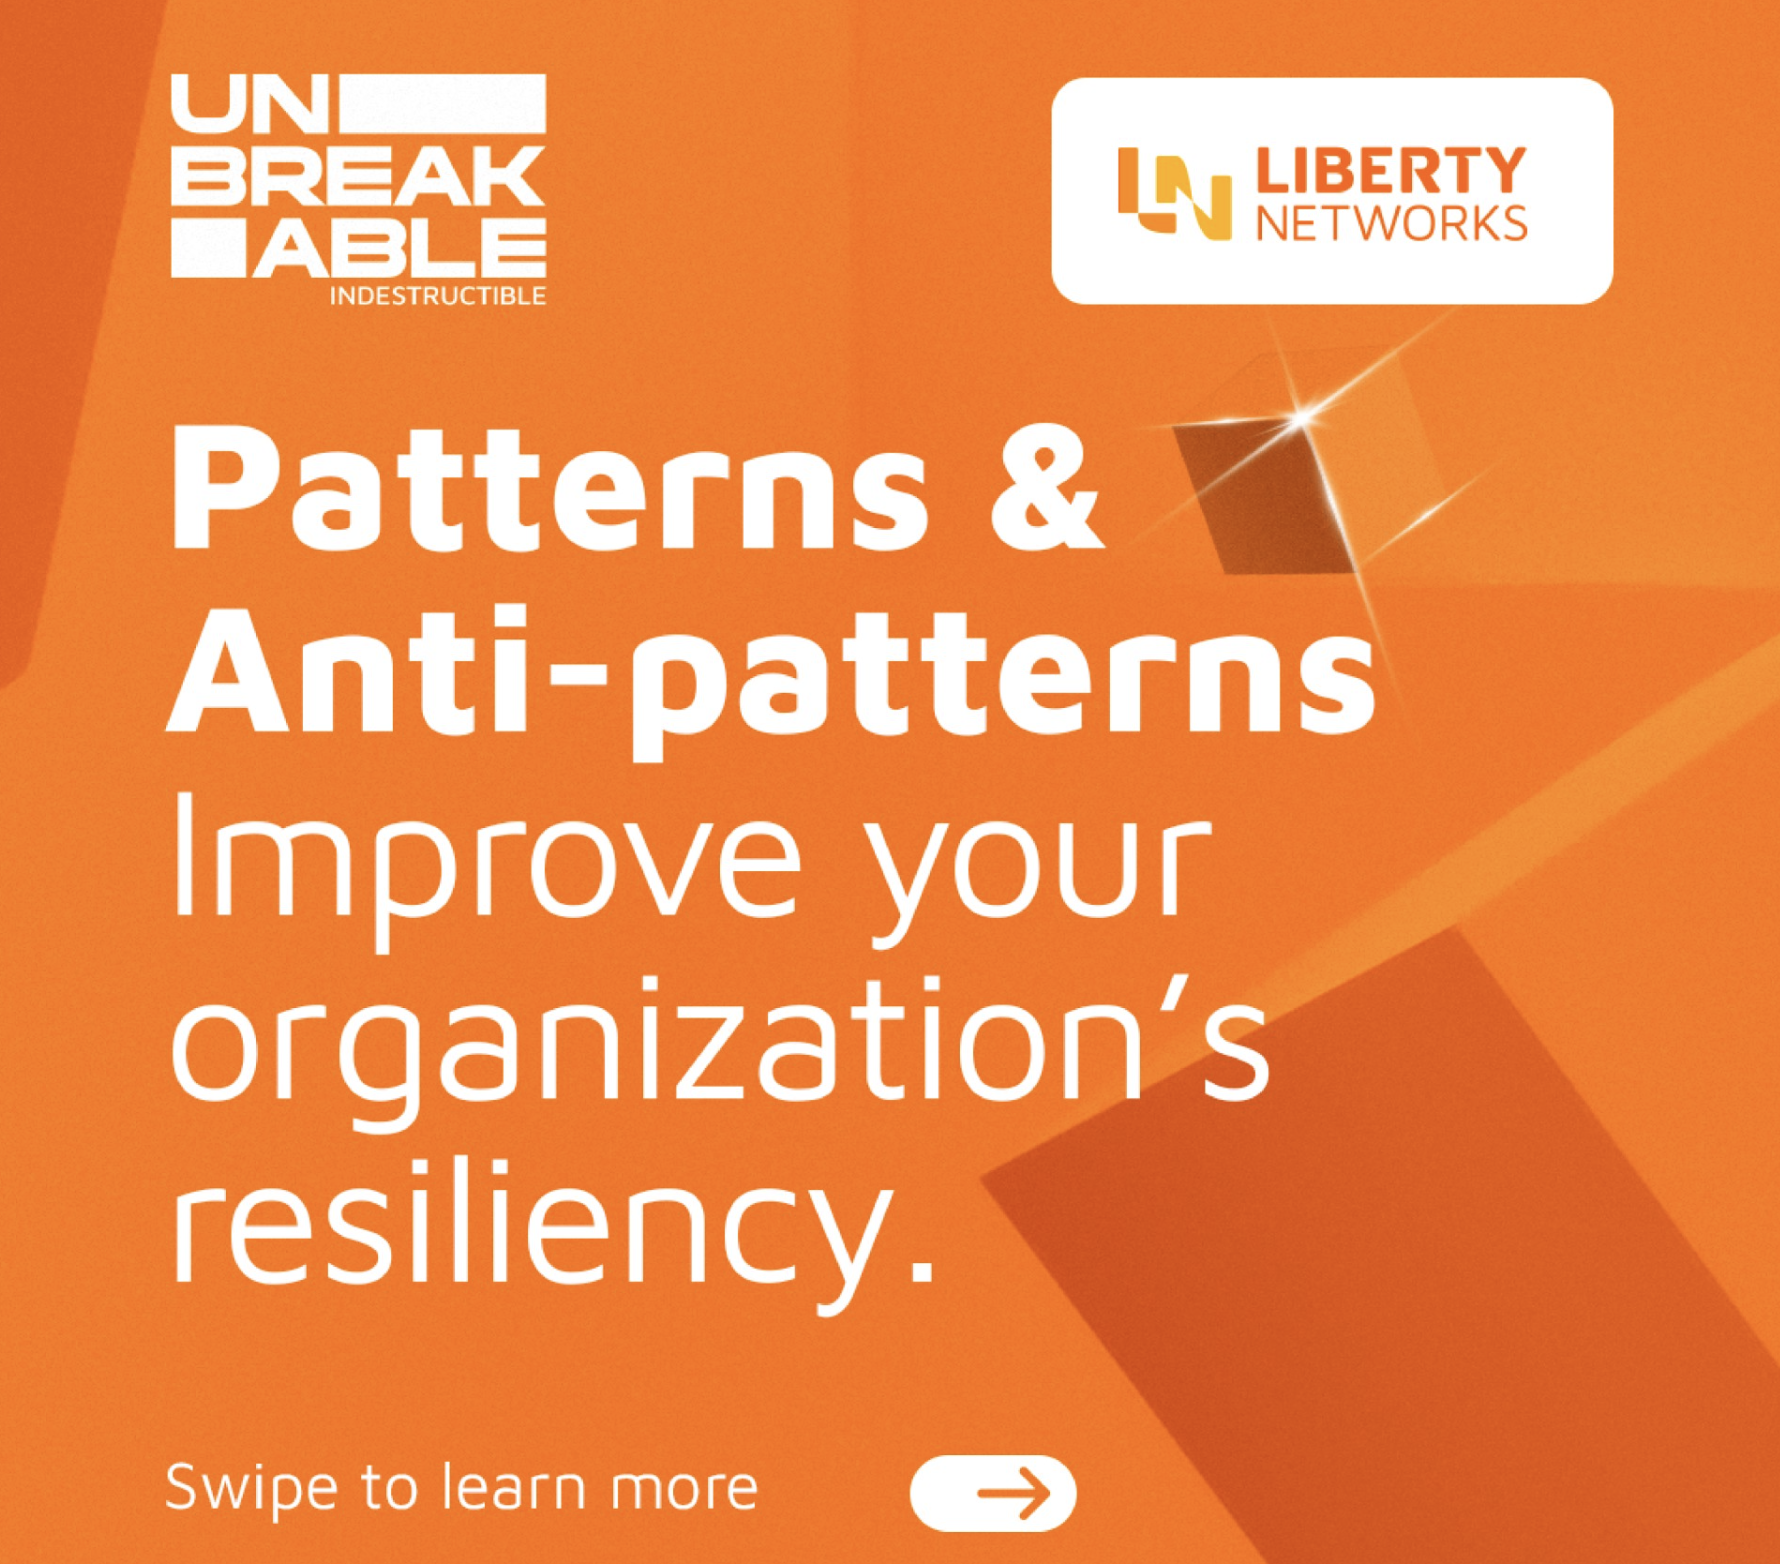 UN
BREAK
ABLE
INDESTRUCTIBLE
LIBERTY
NETWORKS
Patterns &
Anti-patterns
Improve your
organization’s
resiliency.
Swipe to learn more